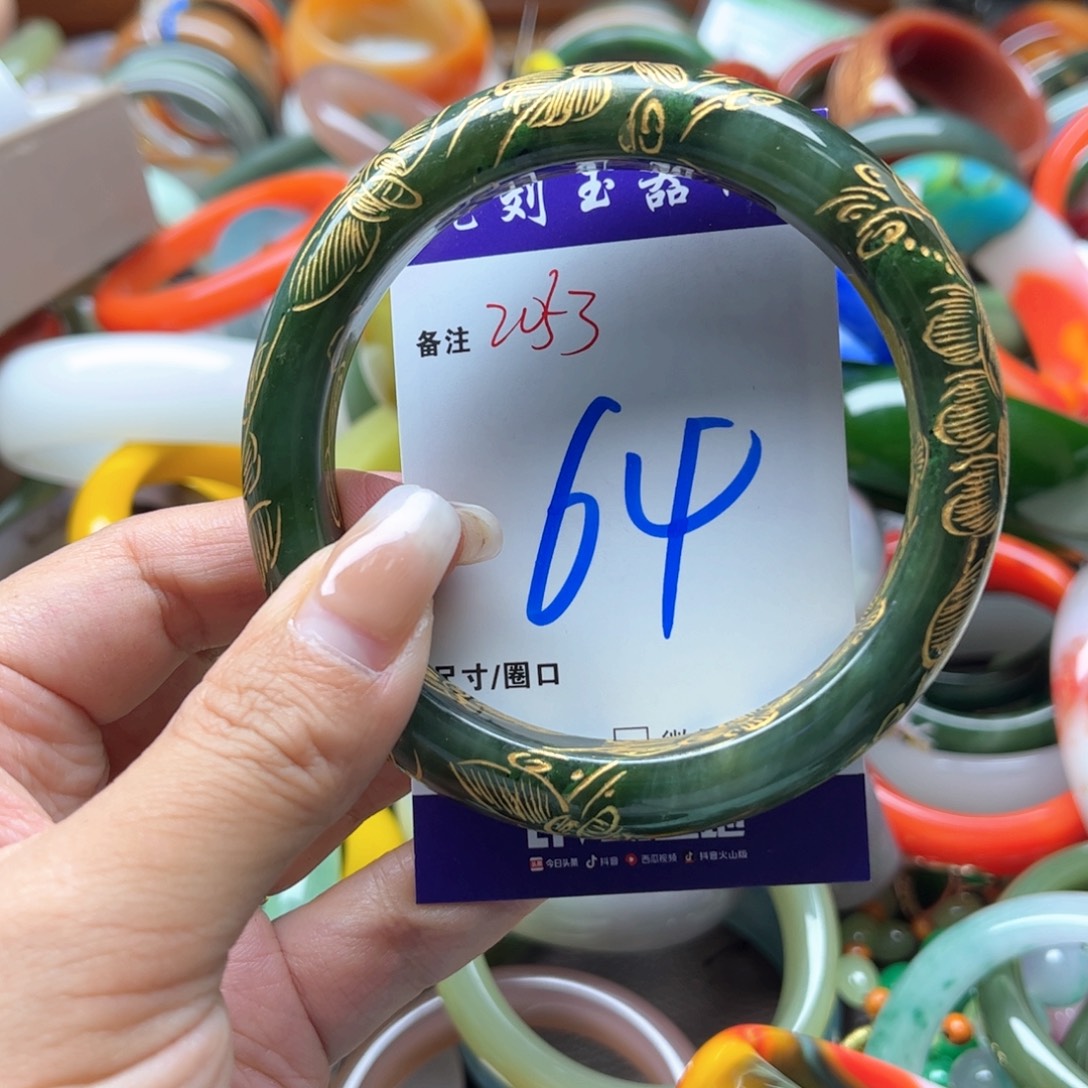 刻玉器
备注 2053
64
尺寸/圈口
今日头条 抖音 西瓜视频 抖音火山版